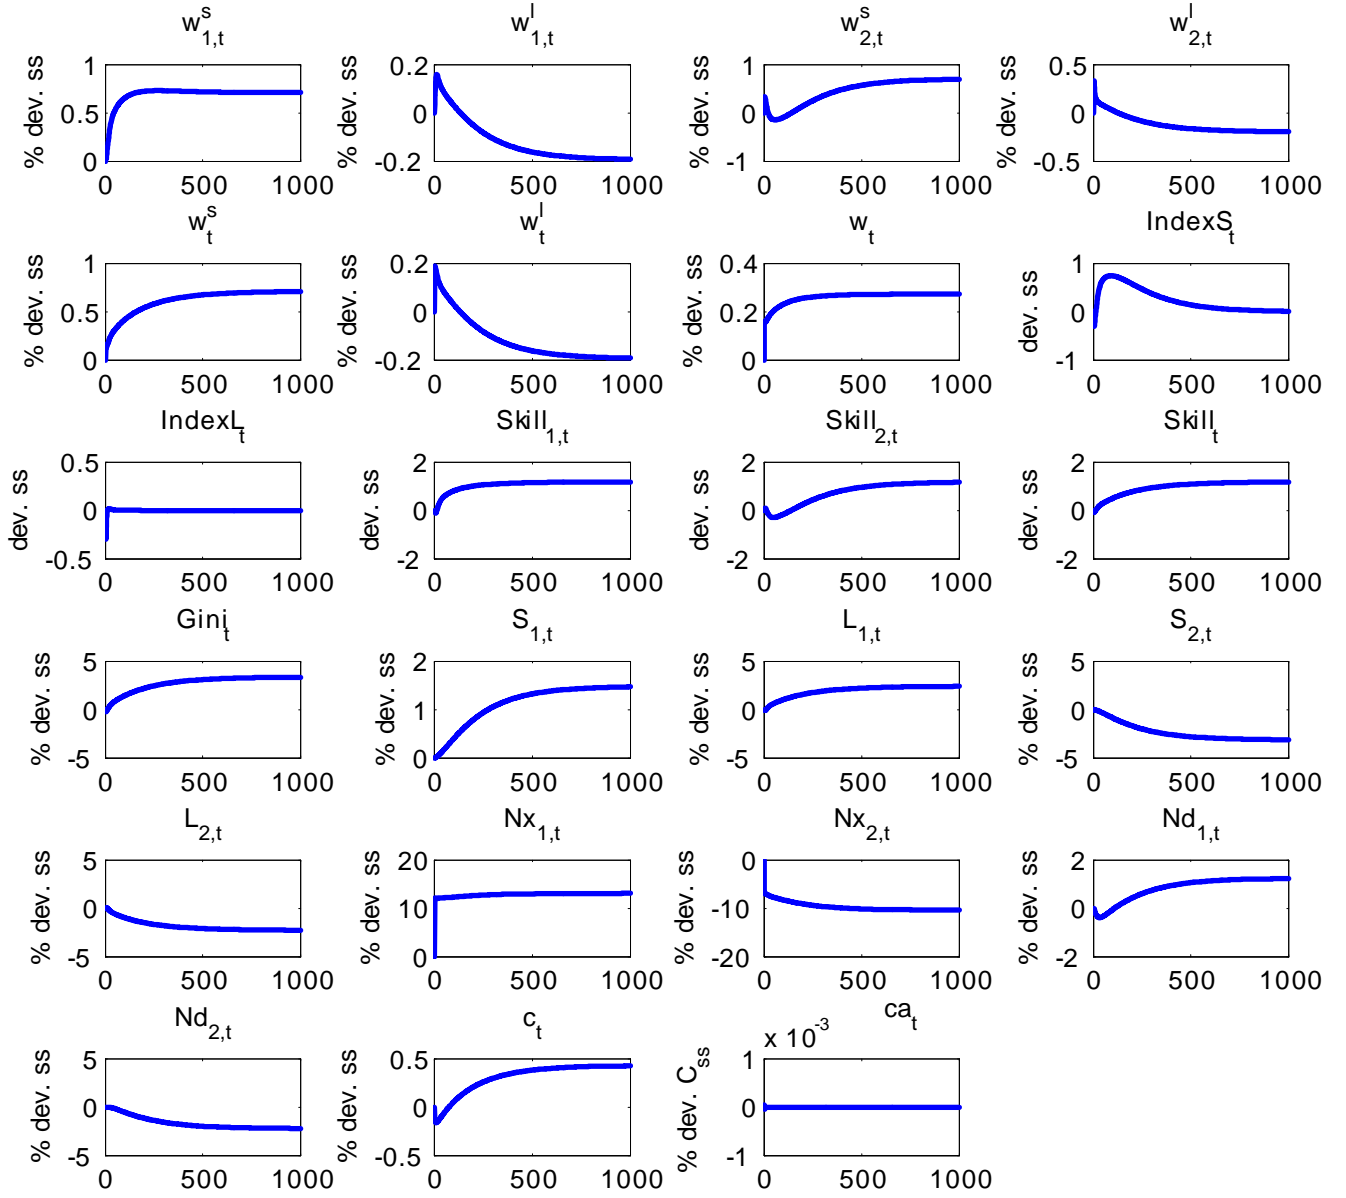 w^s_{1,t}
w^l_{1,t}
w^s_{2,t}
w^l_{2,t}
% dev. ss
1
0.5
0
0 500 1000
% dev. ss
0.2
0
-0.2
0 500 1000
% dev. ss
1
0
-1
0 500 1000
% dev. ss
0.5
0
-0.5
0 500 1000
w^s_t
w^l_t
w_t
IndexS_t
% dev. ss
1
0.5
0
0 500 1000
% dev. ss
0.2
0
-0.2
0 500 1000
% dev. ss
0.4
0.2
0
0 500 1000
dev. ss
1
0
-1
0 500 1000
IndexL_t
Skill_{1,t}
Skill_{2,t}
Skill_t
dev. ss
0.5
0
-0.5
0 500 1000
dev. ss
2
0
-2
0 500 1000
dev. ss
2
0
-2
0 500 1000
dev. ss
2
0
-2
0 500 1000
Gini_t
S_{1,t}
L_{1,t}
S_{2,t}
% dev. ss
5
0
-5
0 500 1000
% dev. ss
2
1
0
0 500 1000
% dev. ss
5
0
-5
0 500 1000
% dev. ss
5
0
-5
0 500 1000
L_{2,t}
Nx_{1,t}
Nx_{2,t}
Nd_{1,t}
% dev. ss
5
0
-5
0 500 1000
% dev. ss
20
10
0
0 500 1000
% dev. ss
0
-10
-20
0 500 1000
% dev. ss
2
0
-2
0 500 1000
Nd_{2,t}
c_t
ca_t
% dev. ss
5
0
-5
0 500 1000
% dev. ss
0.5
0
-0.5
0 500 1000
% dev. C_{ss}
x 10^{-3}
1
0
-1
0 500 1000